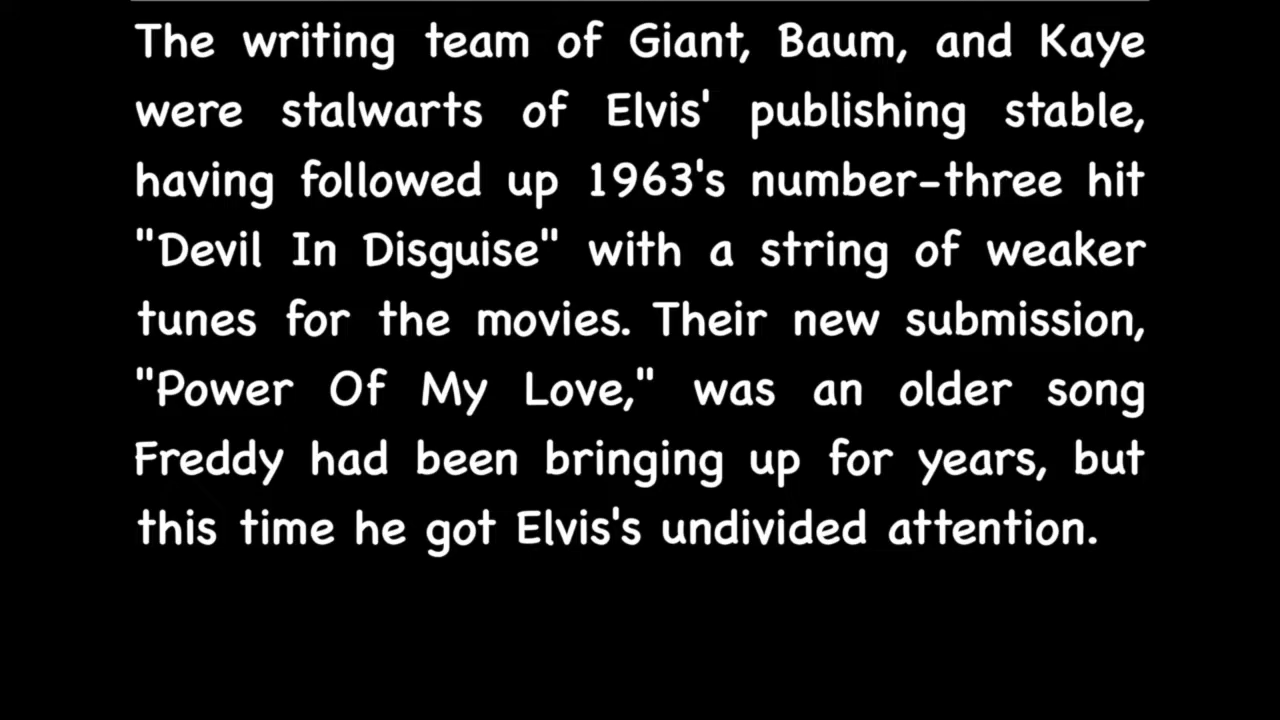 The writing team of Giant, Baum, and Kaye
were stalwarts of Elvis' publishing stable,
having followed up 1963's number-three hit
"Devil In Disguise" with a string of weaker
tunes for the movies. Their new submission,
"Power Of My Love," was an older song
Freddy had been bringing up for years, but
this time he got Elvis's undivided attention.